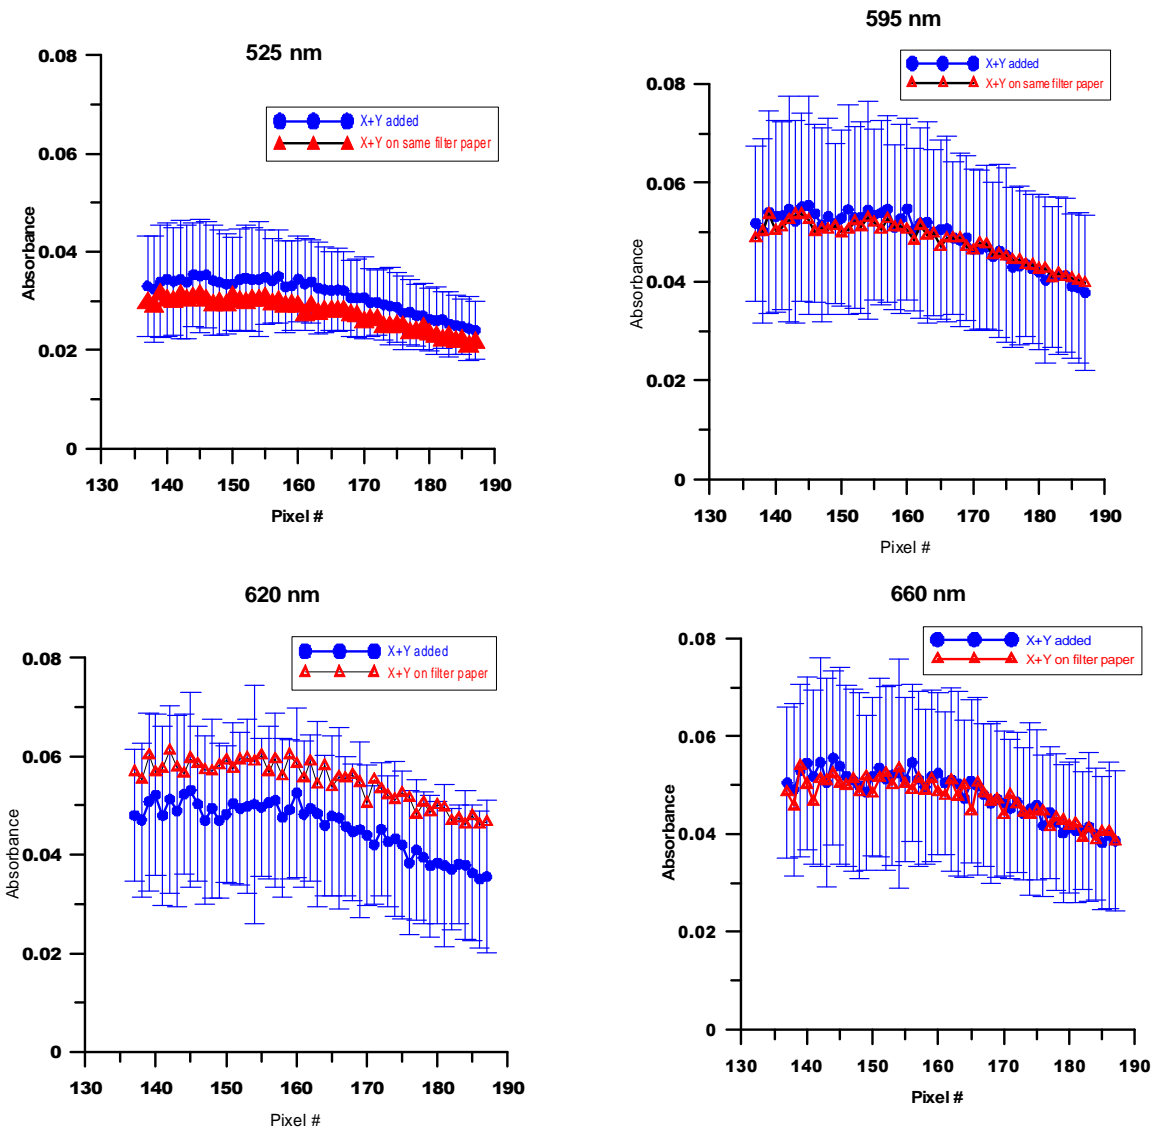 525 nm
0.08
0.06
0.04
0.02
0
Absorbance
X+Y added
X+Y on same filter paper
130 140 150 160 170 180 190
Pixel #
595 nm
0.08
0.06
0.04
0.02
0
Absorbance
X+Y added
X+Y on same filter paper
130 140 150 160 170 180 190
Pixel #
620 nm
0.08
0.06
0.04
0.02
0
Absorbance
X+Y added
X+Y on filter paper
130 140 150 160 170 180 190
Pixel #
660 nm
0.08
0.06
0.04
0.02
0
Absorbance
X+Y added
X+Y on filter paper
130 140 150 160 170 180 190
Pixel #